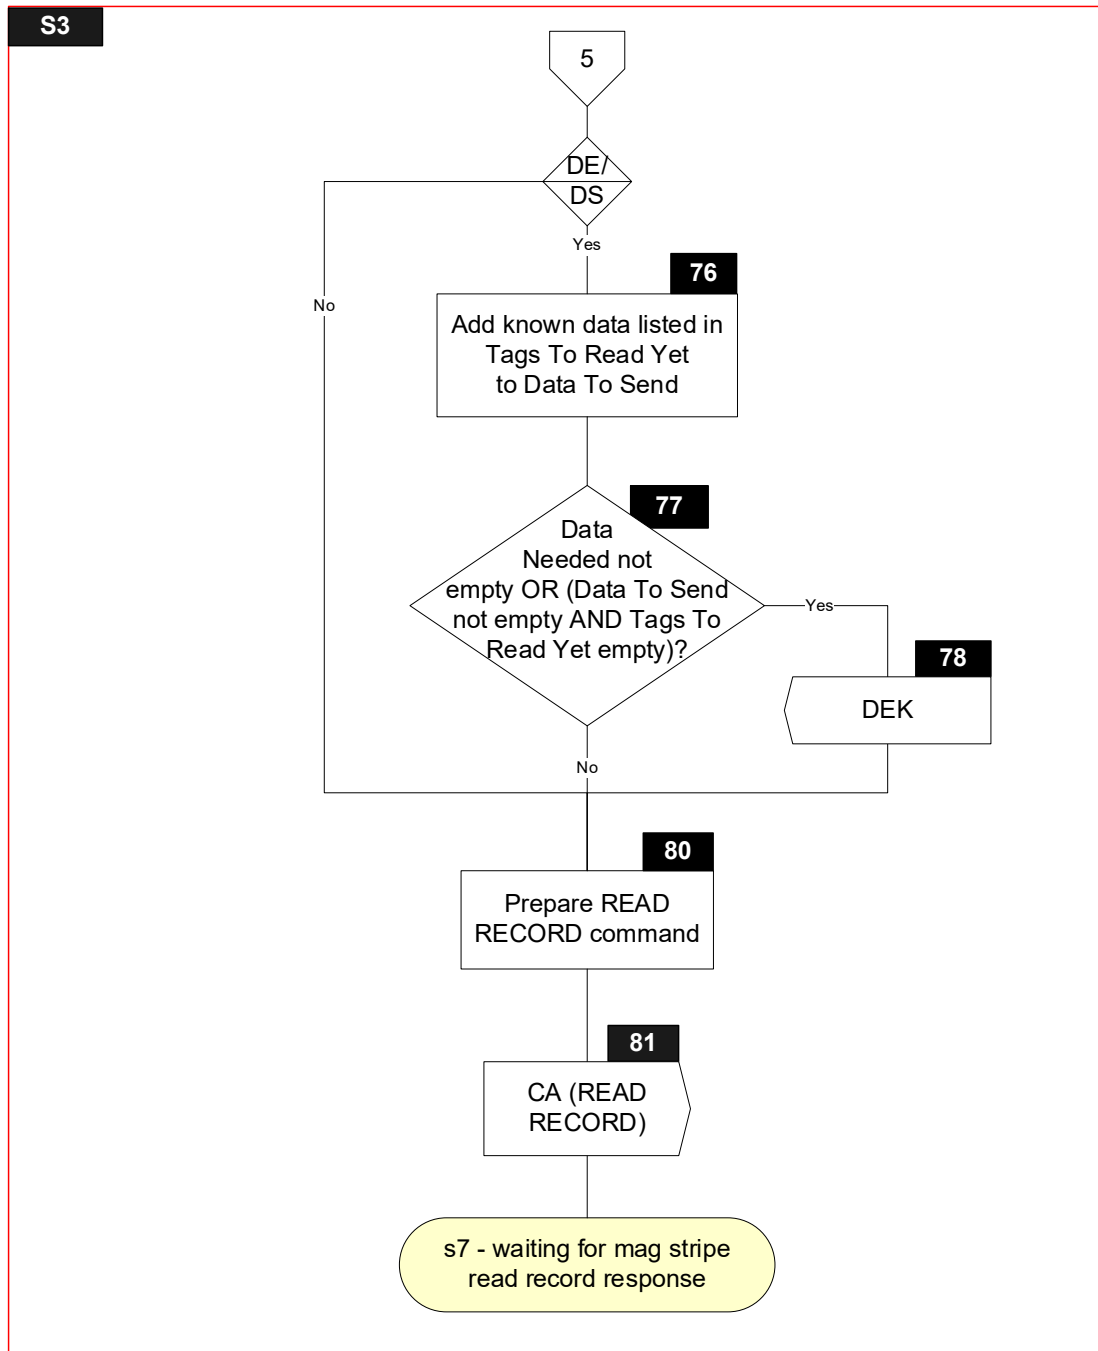 S3
5
DE/
DS
Yes
No
76
Add known data listed in
Tags To Read Yet
to Data To Send
77
Data
Needed not
empty OR (Data To Send
not empty AND Tags To
Read Yet empty)?
Yes
78
DEK
No
80
Prepare READ
RECORD command
81
CA (READ
RECORD)
s7 - waiting for mag stripe
read record response